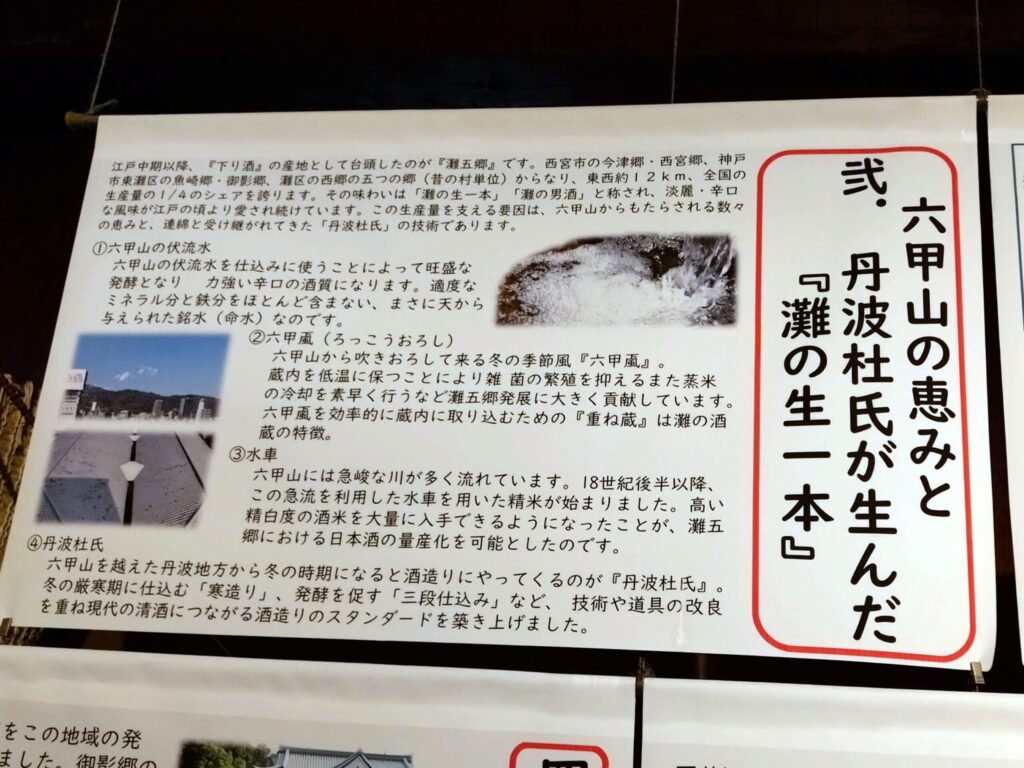 六甲山の恵みと
弐．丹波杜氏が生んだ
『灘の生一本』
江戸中期以降、『下り酒』の産地として台頭したのが『灘五郷』です。西宮市の今津郷・西宮郷、神戸
市東灘区の魚崎郷・御影郷、灘区の西郷の五つの郷（昔の村単位）からなり、東西約１２ｋｍ、全国の
生産量の１/４のシェアを誇ります。その味わいは「灘の生一本」「灘の男酒」と称され、淡麗・辛口
な風味が江戸の頃より愛され続けています。この生産量を支える要因は、六甲山からもたらされる数々
の恵みと、連綿と受け継がれてきた「丹波杜氏」の技術であります。
①六甲山の伏流水
六甲山の伏流水を仕込みに使うことによって旺盛な
発酵となり　力強い辛口の酒質になります。適度な
ミネラル分と鉄分をほとんど含まない、まさに天から
与えられた銘水（命水）なのです。
②六甲颪（ろっこうおろし）
六甲山から吹きおろして来る冬の季節風『六甲颪』。
蔵内を低温に保つことにより雑 菌の繁殖を抑えるまた蒸米
の冷却を素早く行うなど灘五郷発展に大きく貢献しています。
六甲颪を効率的に蔵内に取り込むための『重ね蔵』は灘の酒
蔵の特徴。
③水車
六甲山には急峻な川が多く流れています。18世紀後半以降、
この急流を利用した水車を用いた精米が始まりました。高い
精白度の酒米を大量に入手できるようになったことが、灘五
郷における日本酒の量産化を可能としたのです。
④丹波杜氏
六甲山を越えた丹波地方から冬の時期になると酒造りにやってくるのが『丹波杜氏』。
冬の厳寒期に仕込む「寒造り」、発酵を促す「三段仕込み」など、 技術や道具の改良
を重ね現代の清酒につながる酒造りのスタンダードを築き上げました。
をこの地域の発
ました。御影郷の